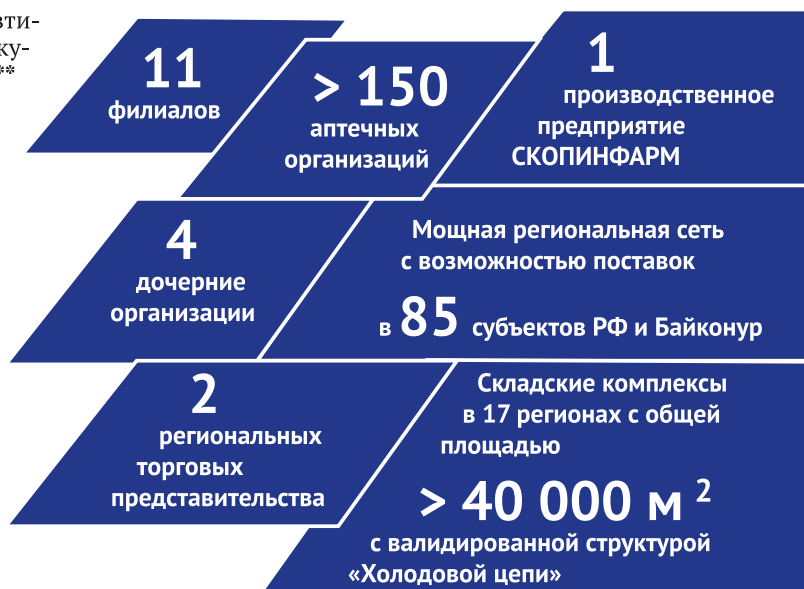 вти-
ку-
**
11
филиалов
> 150
аптечных
организаций
1
производственное
предприятие
СКОПИНФАРМ
4
дочерние
организации
Мощная региональная сеть
с возможностью поставок
в 85 субъектов РФ и Байконур
2
региональных
торговых
представительства
Складские комплексы
в 17 регионах с общей
площадью
> 40 000 м ²
с валидированной структурой
«Холодовой цепи»